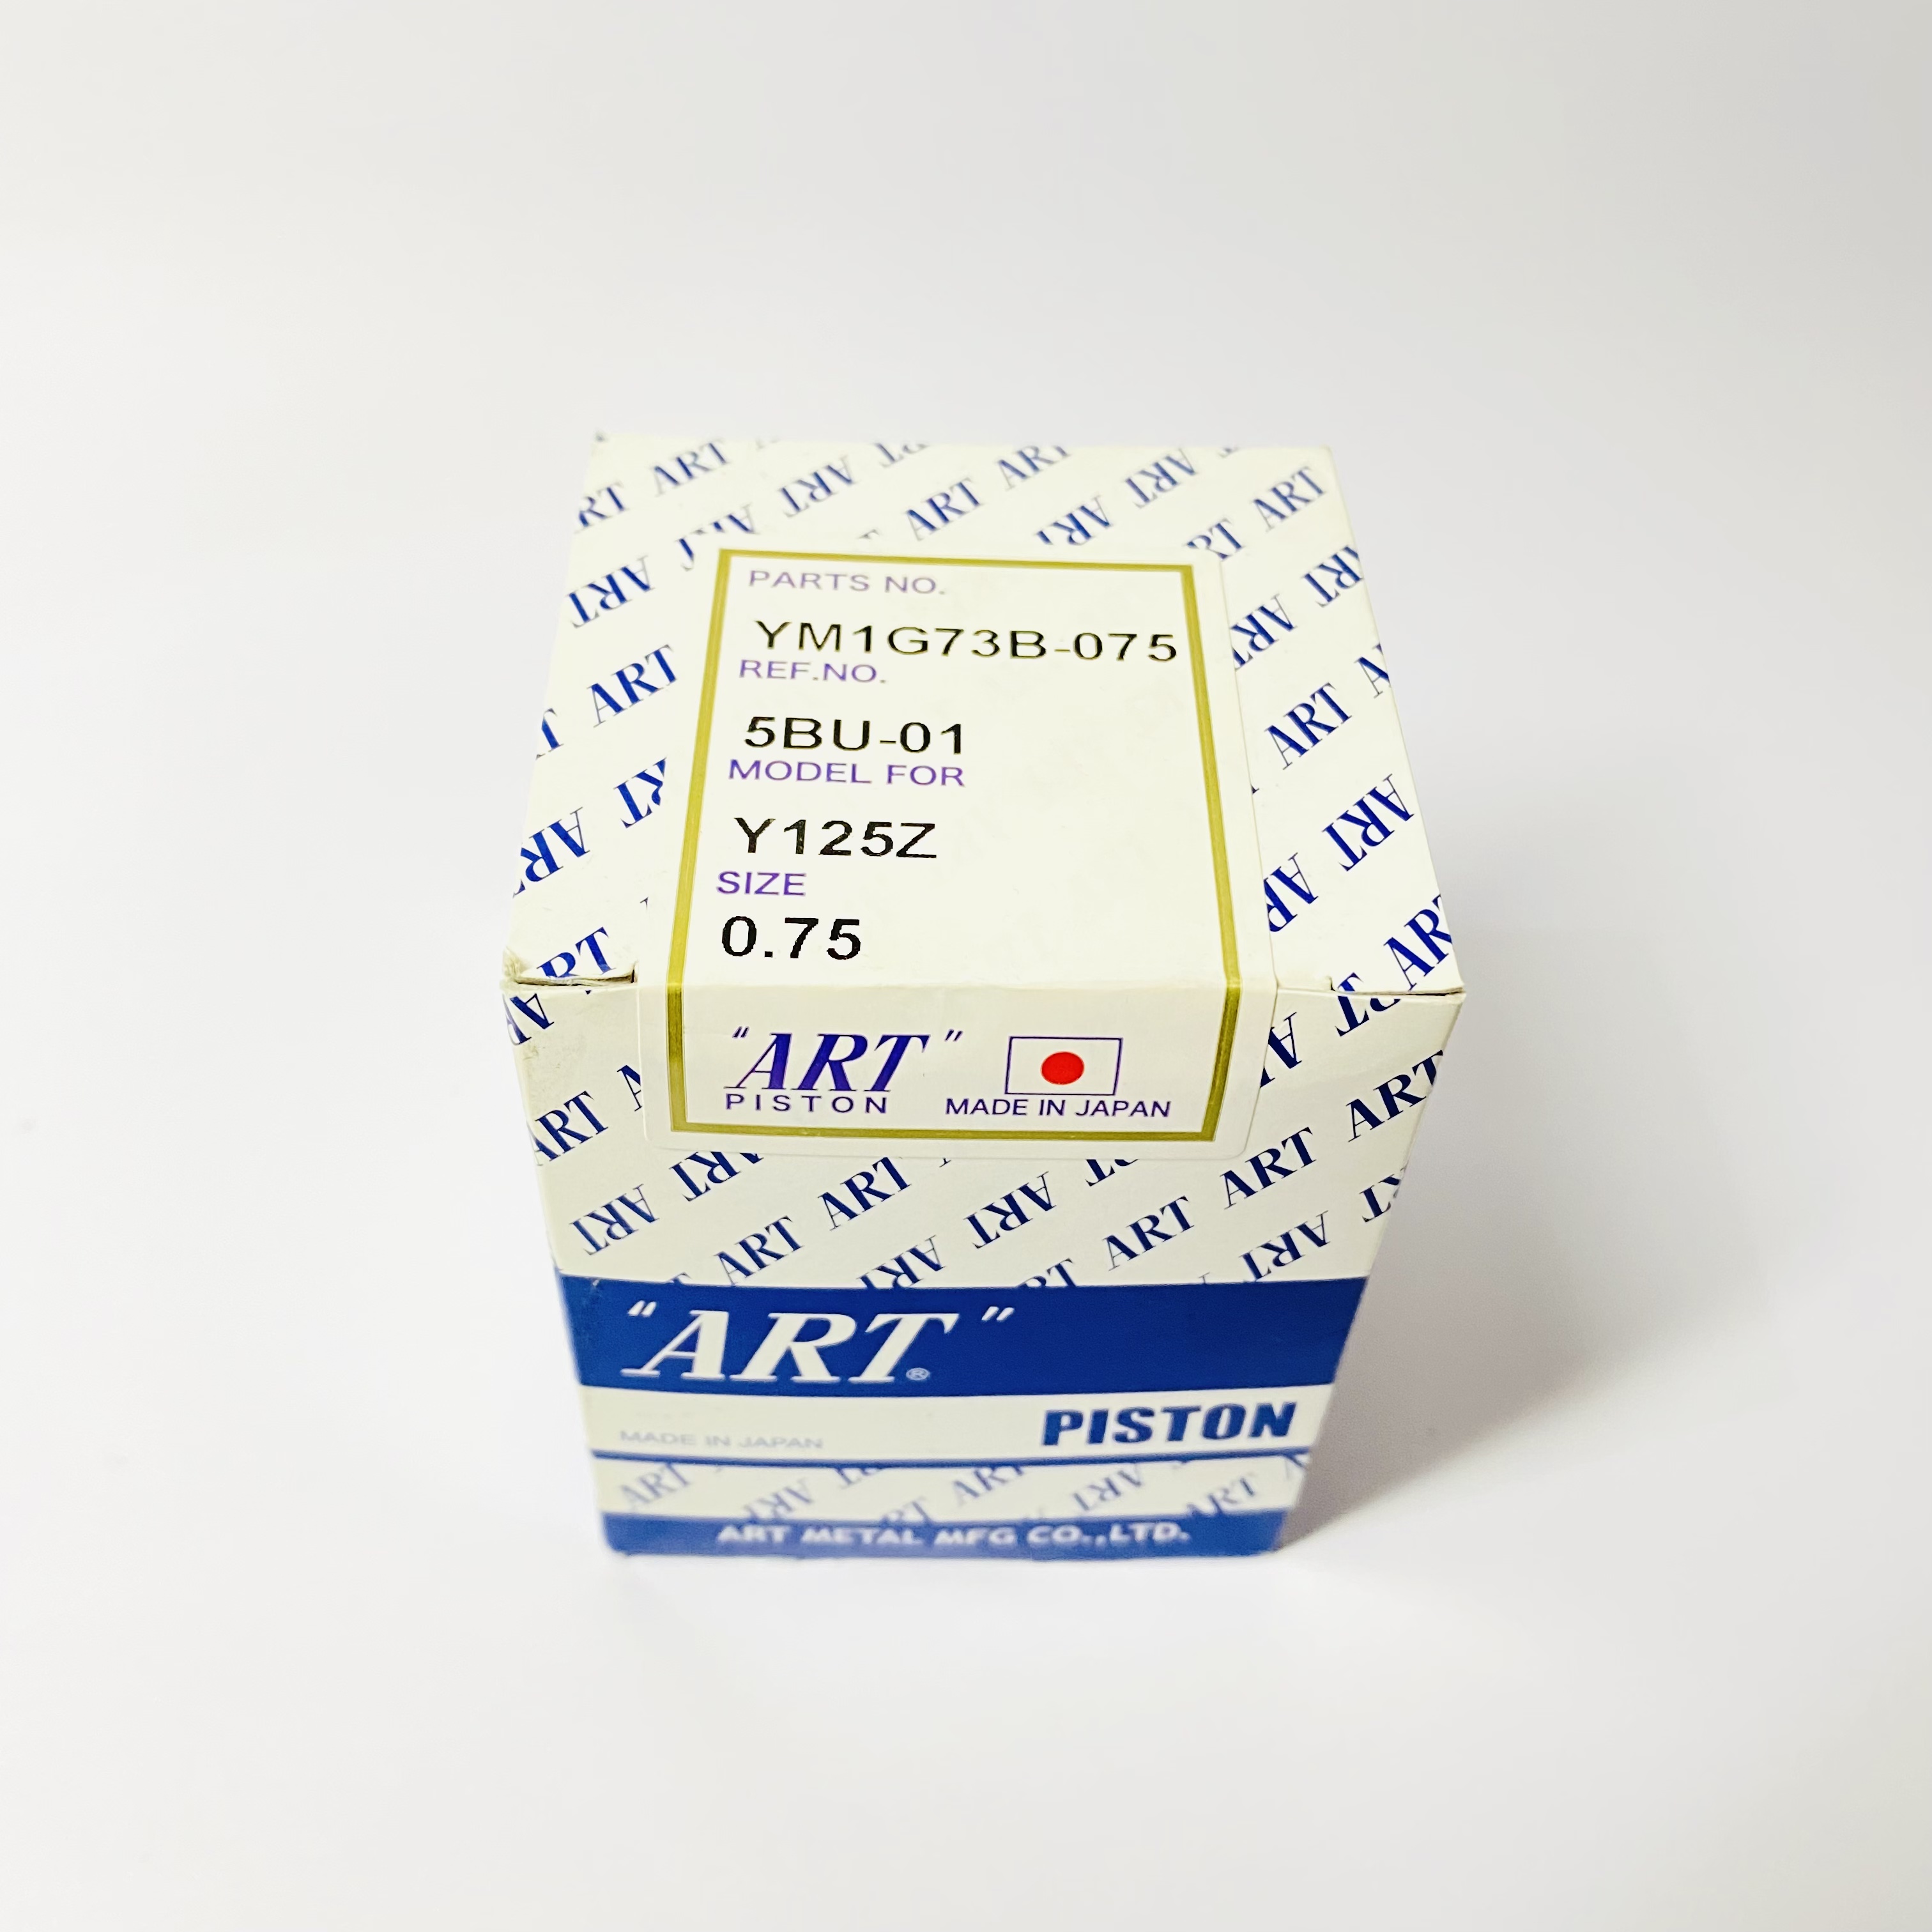 PARTS NO.
YM1G73B-075
REF.NO.
5BU-01
MODEL FOR
Y125Z
SIZE
0.75
"ART"
PISTON
MADE IN JAPAN
"ART"®
PISTON
MADE IN JAPAN
ART METAL MFG CO.,LTD.